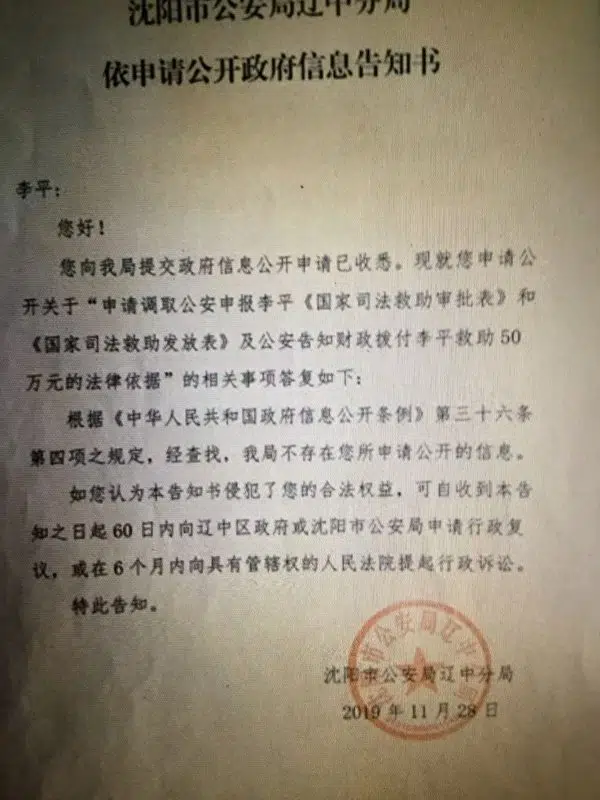 沈阳市公安局辽中分局
依申请公开政府信息告知书
李平：
您好！
您向我局提交政府信息公开申请已收悉。现就您申请公
开关于“申请调取公安申报李平《国家司法救助审批表》和
《国家司法救助发放表》及公安告知财政拨付李平救助50
万元的法律依据”的相关事项答复如下：
根据《中华人民共和国政府信息公开条例》第三十六条
第四项之规定，经查找，我局不存在您所申请公开的信息。
如您认为本告知书侵犯了您的合法权益，可自收到本告
知之日起60日内向辽中区政府或沈阳市公安局申请行政复
议，或在6个月内向具有管辖权的人民法院提起行政诉讼。
特此告知。
沈阳市公安局辽中分局
2019年11月28日